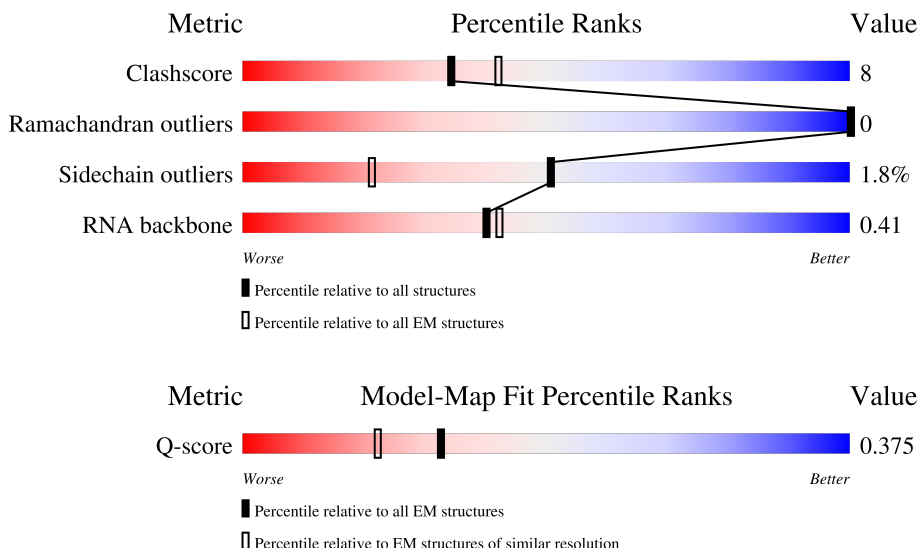 Metric Percentile Ranks Value
Clashscore 8
Ramachandran outliers 0
Sidechain outliers 1.8%
RNA backbone 0.41
Worse Better
Percentile relative to all structures
Percentile relative to all EM structures
Metric Model-Map Fit Percentile Ranks Value
Q-score 0.375
Worse Better
Percentile relative to all EM structures
Percentile relative to EM structures of similar resolution